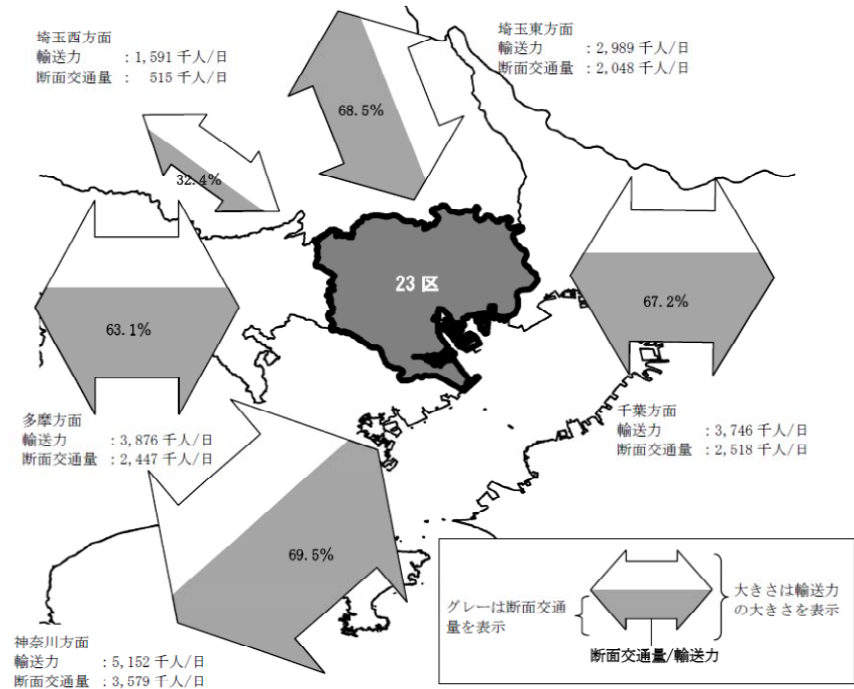 埼玉西方面
輸送力 : 1,591 千人/日
断面交通量 : 515 千人/日
埼玉東方面
輸送力 : 2,989 千人/日
断面交通量 : 2,048 千人/日
68.5%
32.4%
23 区
63.1%
67.2%
多摩方面
輸送力 : 3,876 千人/日
断面交通量 : 2,447 千人/日
千葉方面
輸送力 : 3,746 千人/日
断面交通量 : 2,518 千人/日
69.5%
神奈川方面
輸送力 : 5,152 千人/日
断面交通量 : 3,579 千人/日
グレーは断面交通
量を表示
大きさは輸送力
の大きさを表示
断面交通量/輸送力